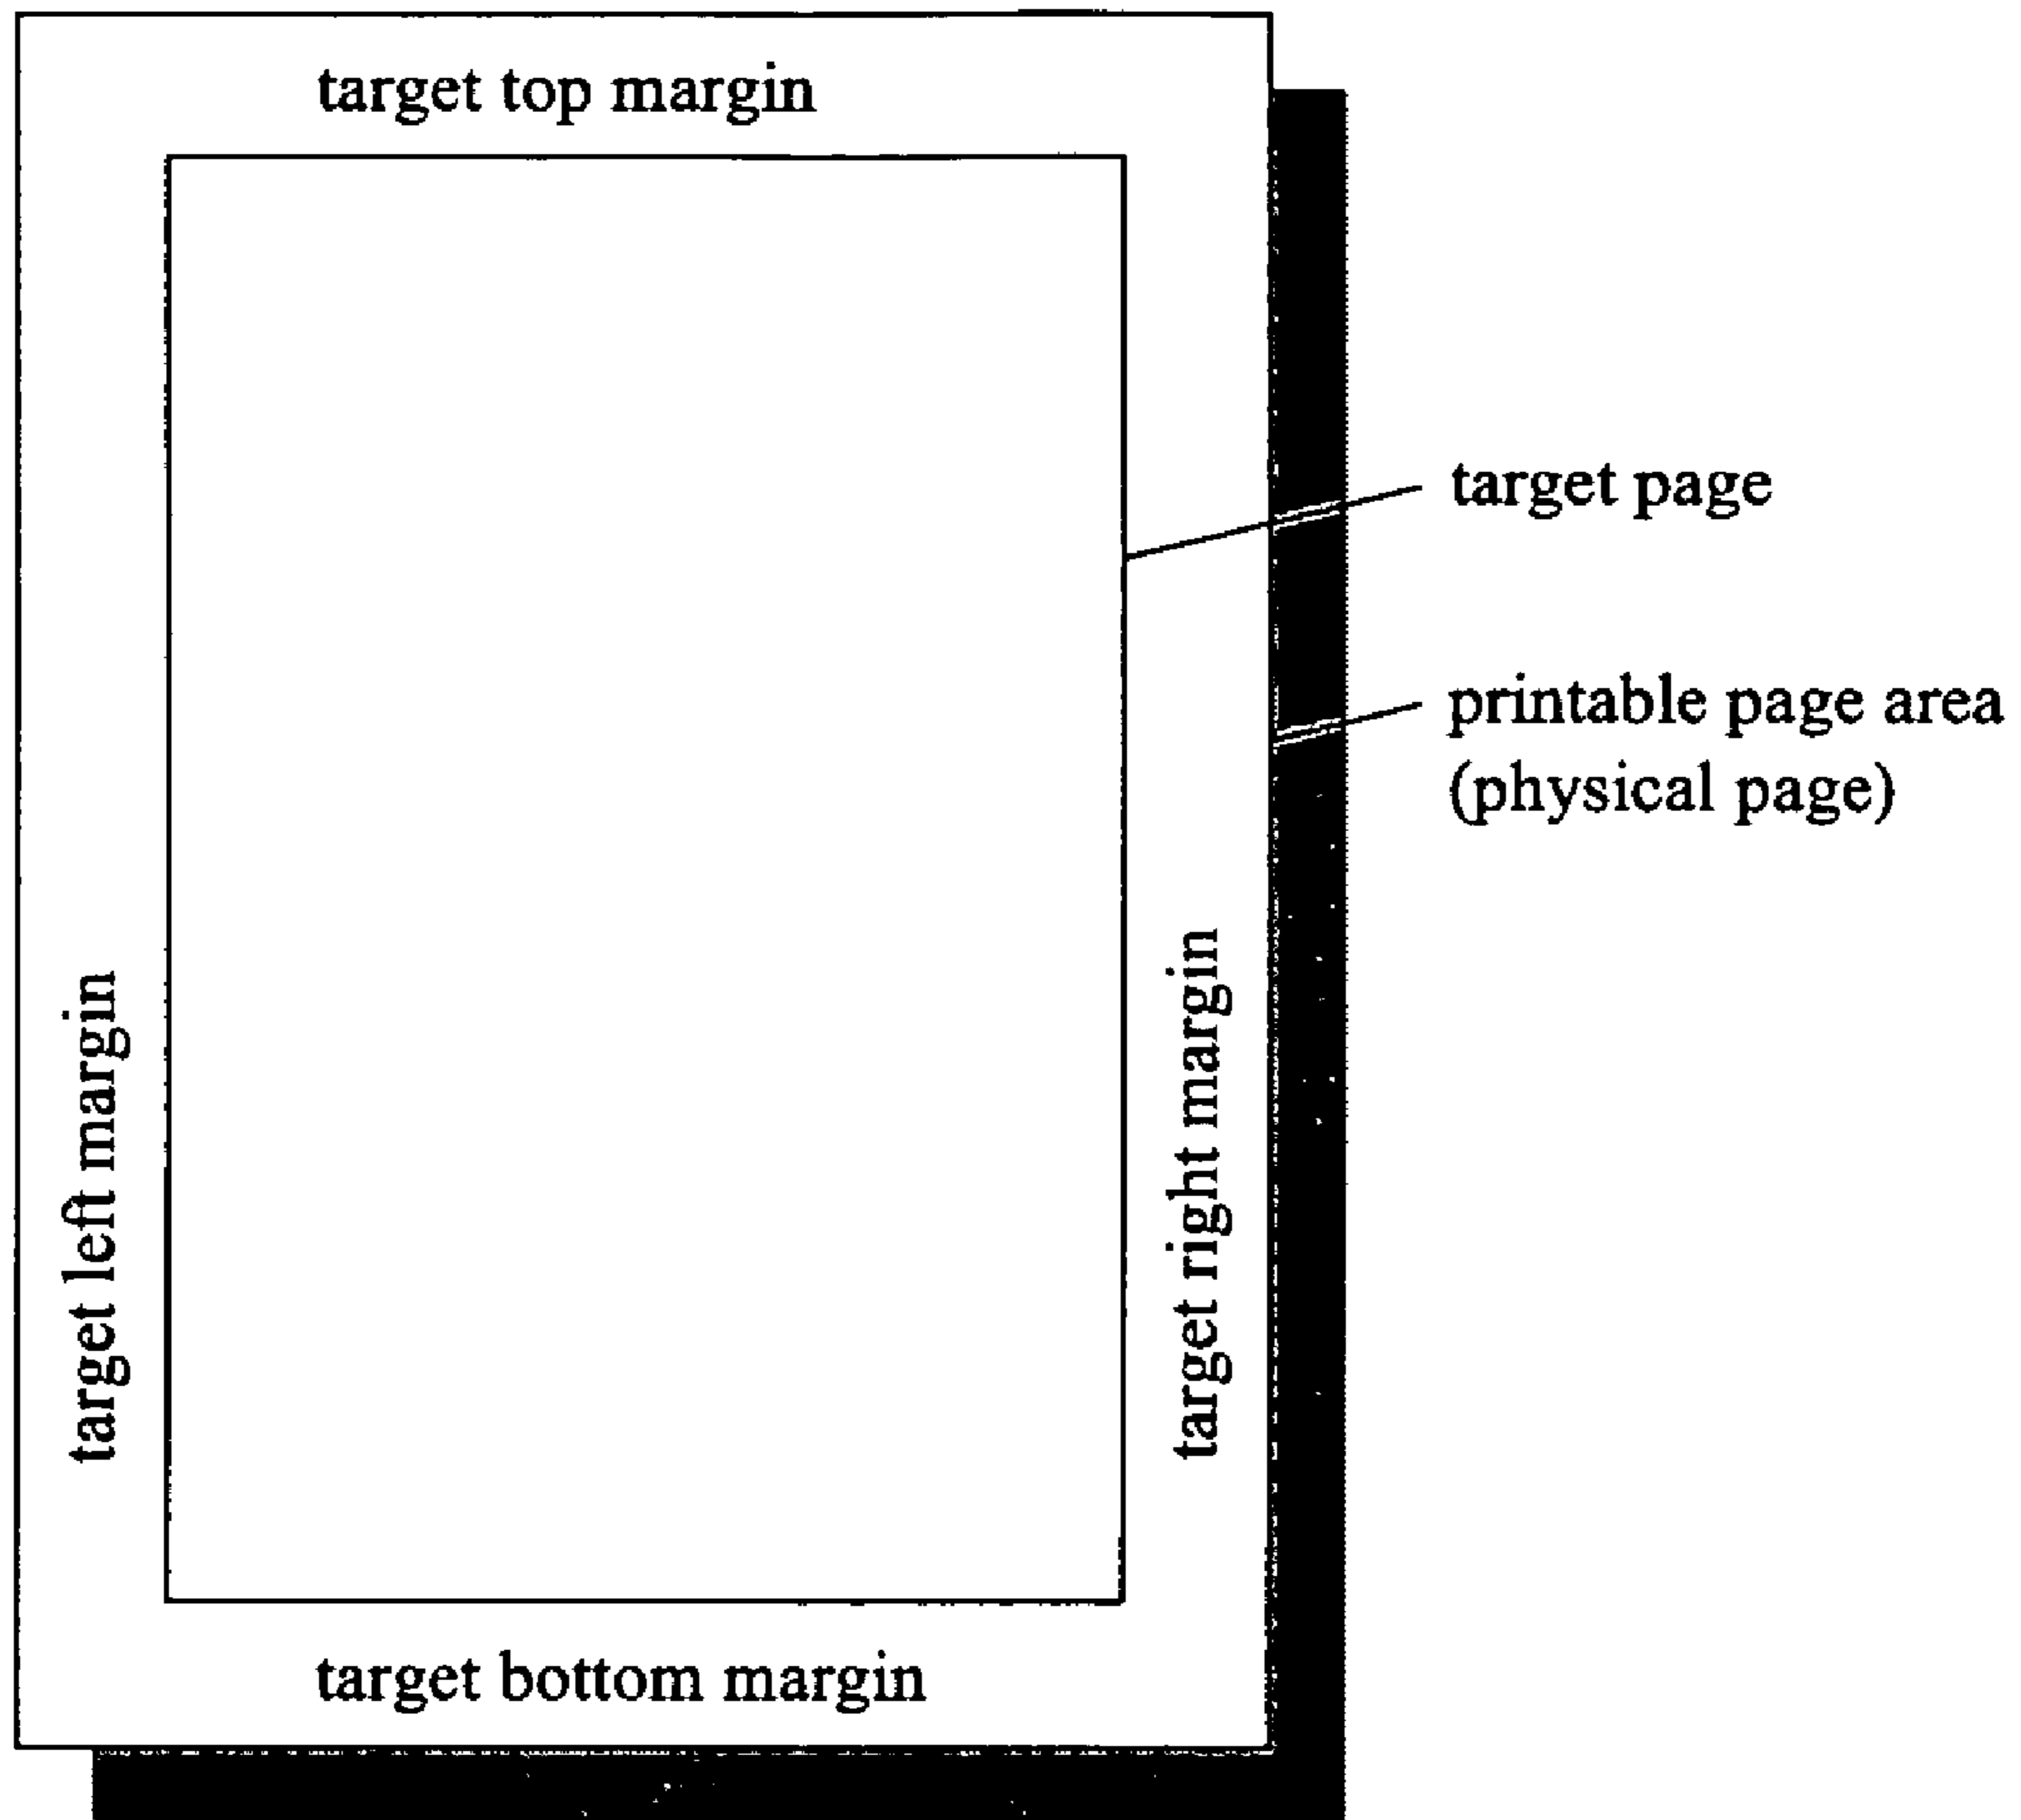 target top margin
target page
printable page area
(physical page)
target left margin
target right margin
target bottom margin